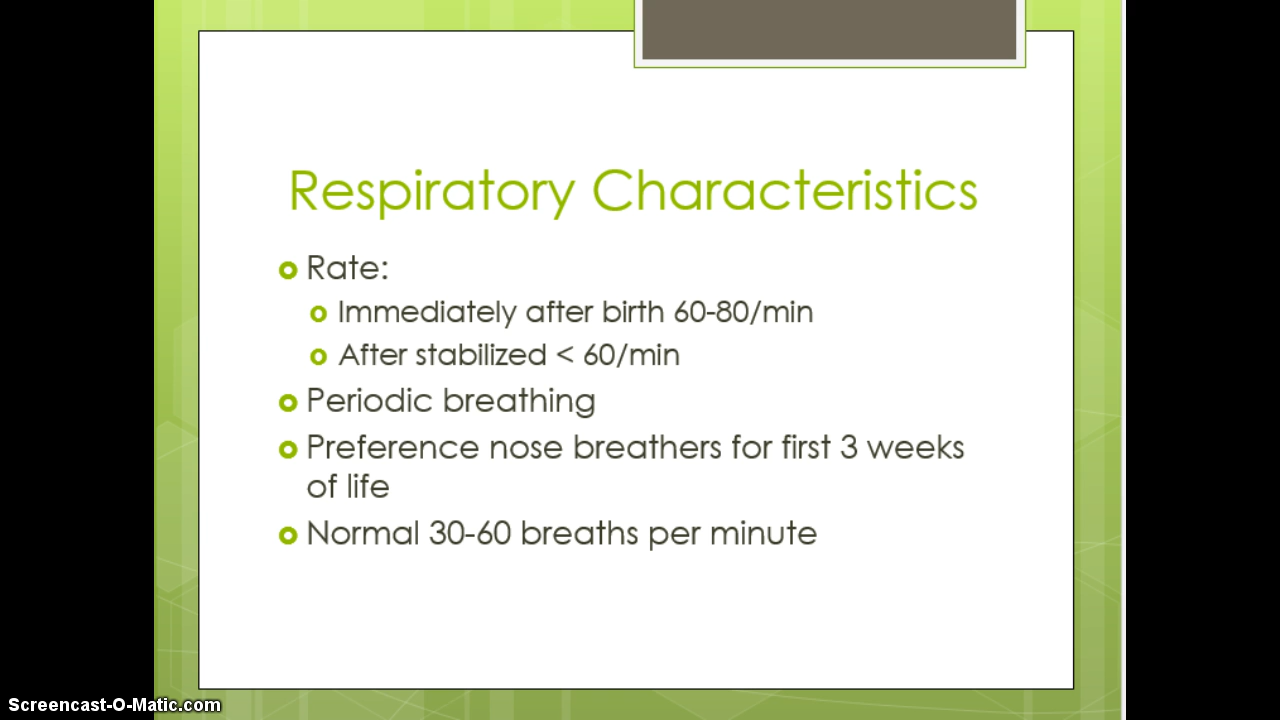 Respiratory Characteristics
Rate:
Immediately after birth 60-80/min
After stabilized < 60/min
Periodic breathing
Preference nose breathers for first 3 weeks
of life
Normal 30-60 breaths per minute
Screencast-O-Matic.com